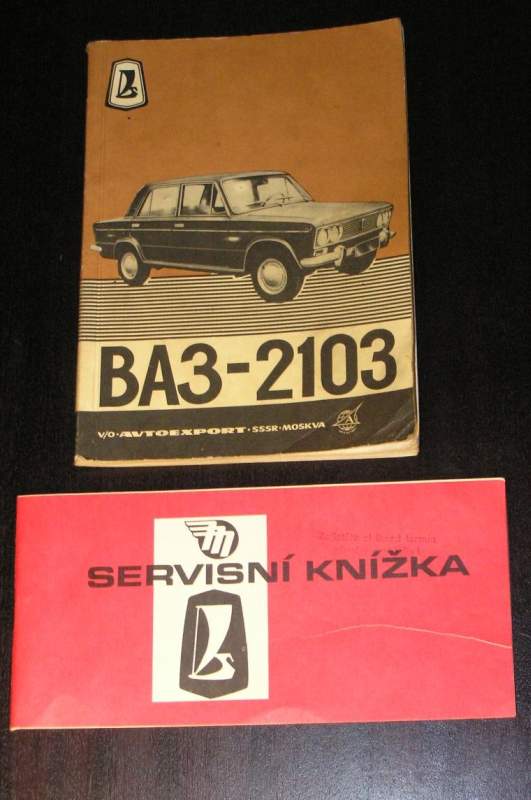 ВАЗ-2103
V/O·AVTOEXPORT·SSSR·MOSKVA
SERVISNÍ KNÍŽKA